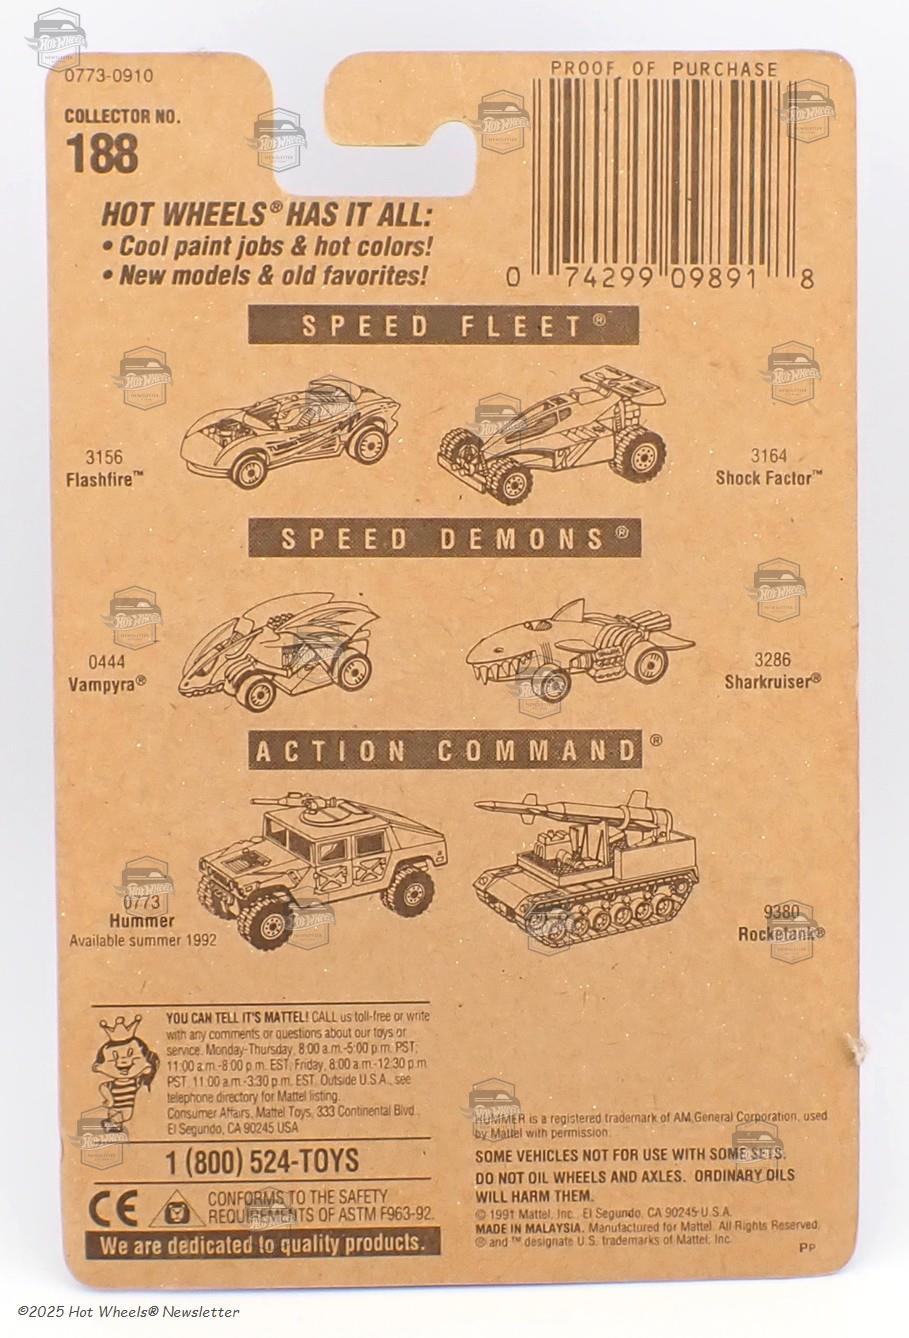 0773-0910
COLLECTOR NO.
188
PROOF OF PURCHASE
0 74299 09891 8
HOT WHEELS® HAS IT ALL:
• Cool paint jobs & hot colors!
• New models & old favorites!
SPEED FLEET®
3156
Flashfire™
3164
Shock Factor™
SPEED DEMONS®
0444
Vampyra®
3286
Sharkruiser®
ACTION COMMAND®
0773
Hummer
Available summer 1992
9380
Rocketank®
YOU CAN TELL IT'S MATTEL! CALL us toll-free or write
with any comments or questions about our toys or
service. Monday-Thursday, 8:00 a.m.-5:00 p.m. PST;
11:00 a.m.-8:00 p.m. EST, Friday, 8:00 a.m.-12:30 p.m.
PST, 11:00 a.m.-3:30 p.m. EST. Outside U.S.A., see
telephone directory for Mattel listing.
Consumer Affairs, Mattel Toys, 333 Continental Blvd.,
El Segundo, CA 90245 USA
1 (800) 524-TOYS
CE
CONFORMS TO THE SAFETY
REQUIREMENTS OF ASTM F963-92.
We are dedicated to quality products.
HUMMER is a registered trademark of AM General Corporation, used
by Mattel with permission.
SOME VEHICLES NOT FOR USE WITH SOME SETS.
DO NOT OIL WHEELS AND AXLES. ORDINARY OILS
WILL HARM THEM.
© 1991 Mattel, Inc., El Segundo, CA 90245 U.S.A.
MADE IN MALAYSIA. Manufactured for Mattel. All Rights Reserved.
® and ™ designate U.S. trademarks of Mattel, Inc.
PP
©2025 Hot Wheels® Newsletter